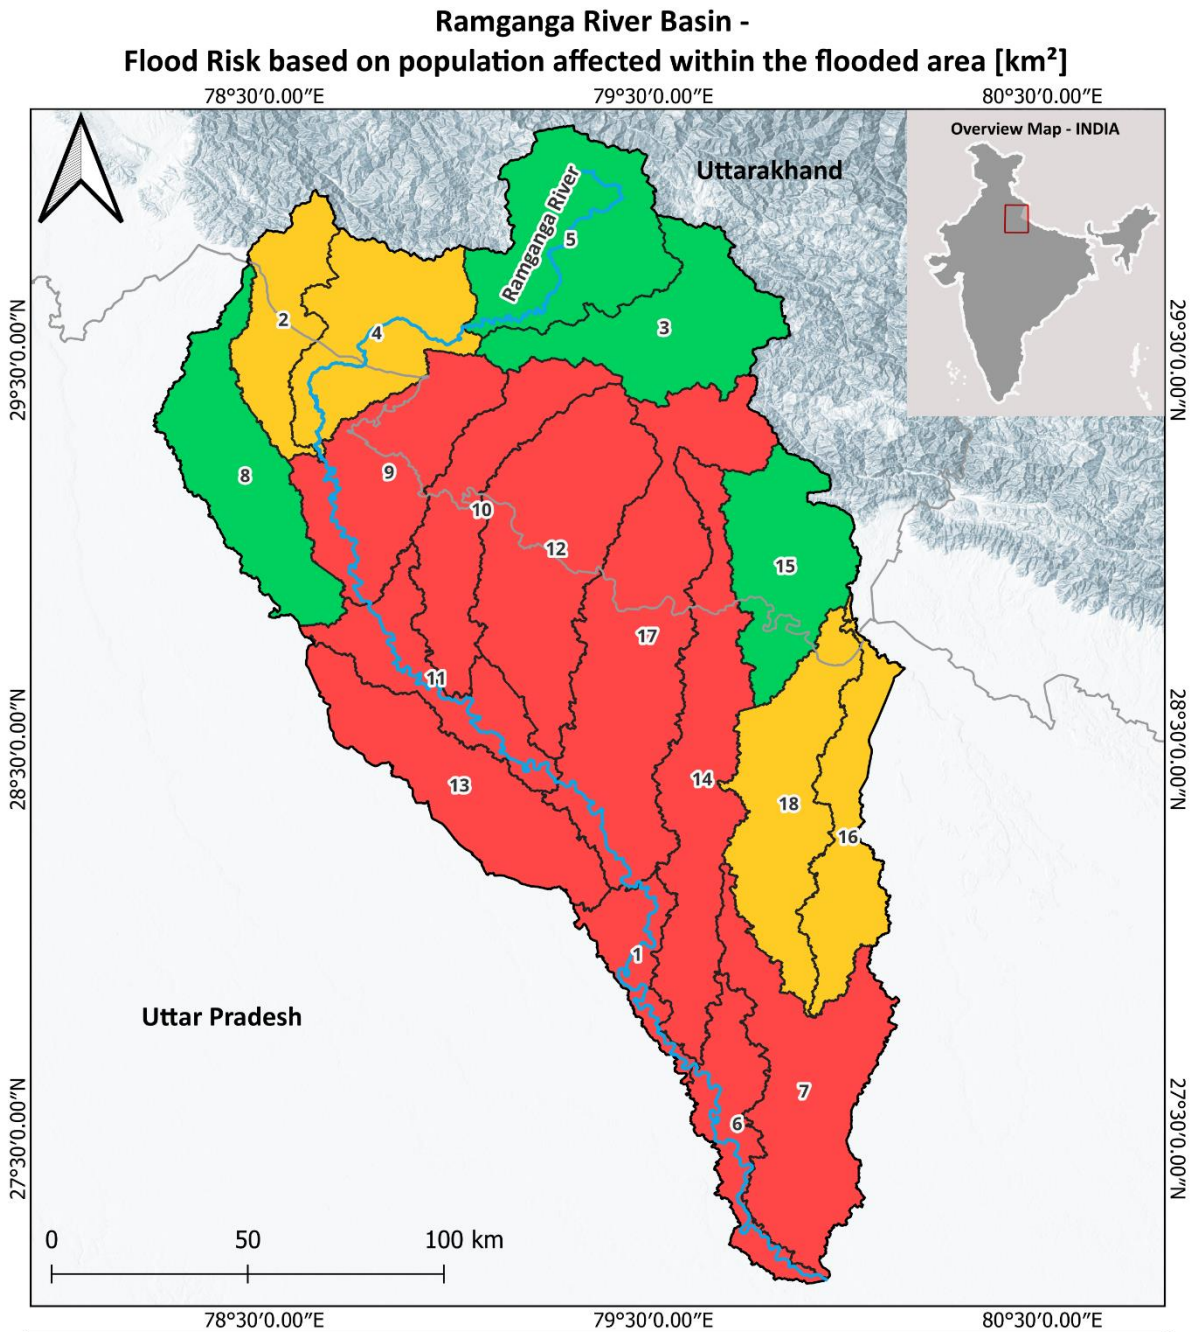 Ramganga River Basin -
Flood Risk based on population affected within the flooded area [km²]
78°30′0.00″E
79°30′0.00″E
80°30′0.00″E
Overview Map - INDIA
Uttarakhand
Ramganga River
5
2
4
3
29°30′0.00″N
29°30′0.00″N
8
9
10
12
15
17
11
28°30′0.00″N
28°30′0.00″N
13
14
18
16
1
Uttar Pradesh
7
6
27°30′0.00″N
27°30′0.00″N
0
50
100 km
78°30′0.00″E
79°30′0.00″E
80°30′0.00″E